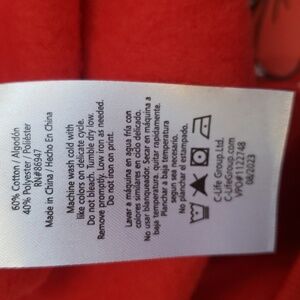 60% Cotton / Algodón
40% Polyester / Poliéster
RN#86947
Made in China / Hecho En China
Machine wash cold with
like colors on delicate cycle.
Do not bleach. Tumble dry low.
Remove promptly. Low iron as needed.
Do not iron on print.
Lavar a máquina en agua fría con
colores similares en ciclo delicado.
No usar blanqueador. Secar en máquina a
baja temperatura, quitar rapidamente.
Planchar a baja temperatura
segun sea necesario.
No planchar el estampado.
C-Life Group, Ltd.
C-LifeGroup.com
VPO#1122748
08/2023